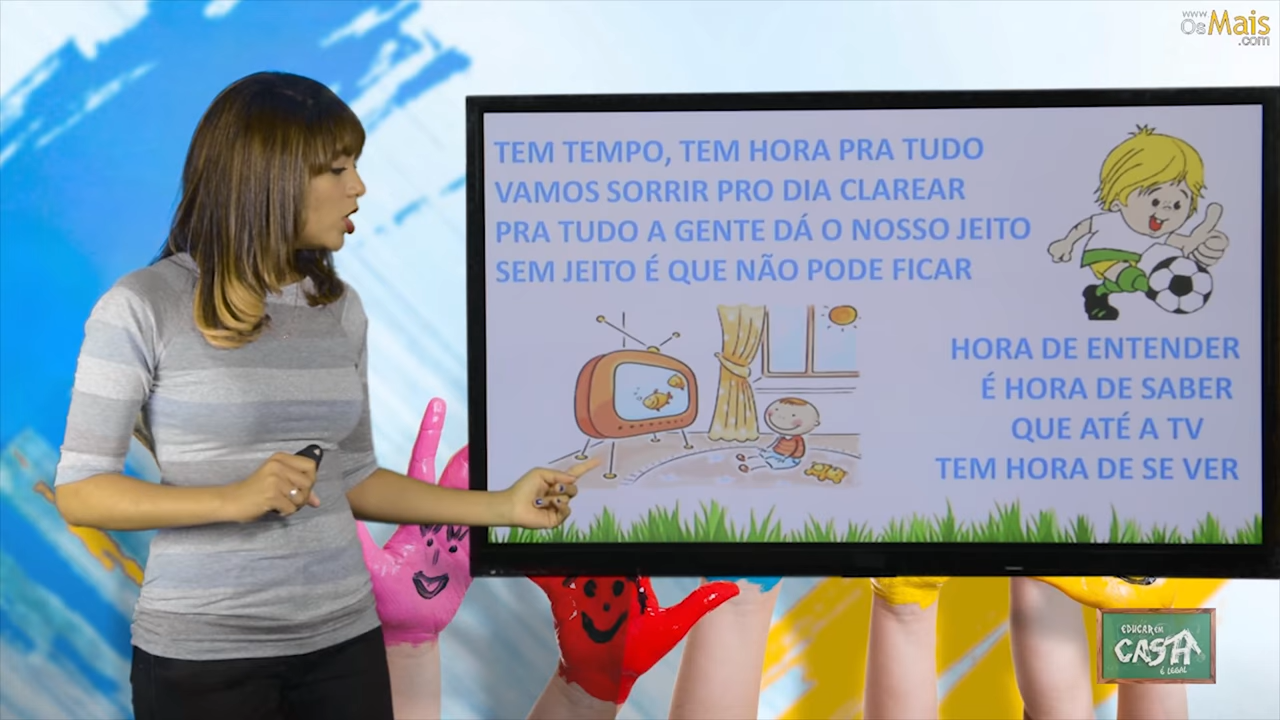 www
OsMais
.com
TEM TEMPO, TEM HORA PRA TUDO
VAMOS SORRIR PRO DIA CLAREAR
PRA TUDO A GENTE DÁ O NOSSO JEITO
SEM JEITO É QUE NÃO PODE FICAR
HORA DE ENTENDER
É HORA DE SABER
QUE ATÉ A TV
TEM HORA DE SE VER
EDUCAR EM
CASA
É LEGAL